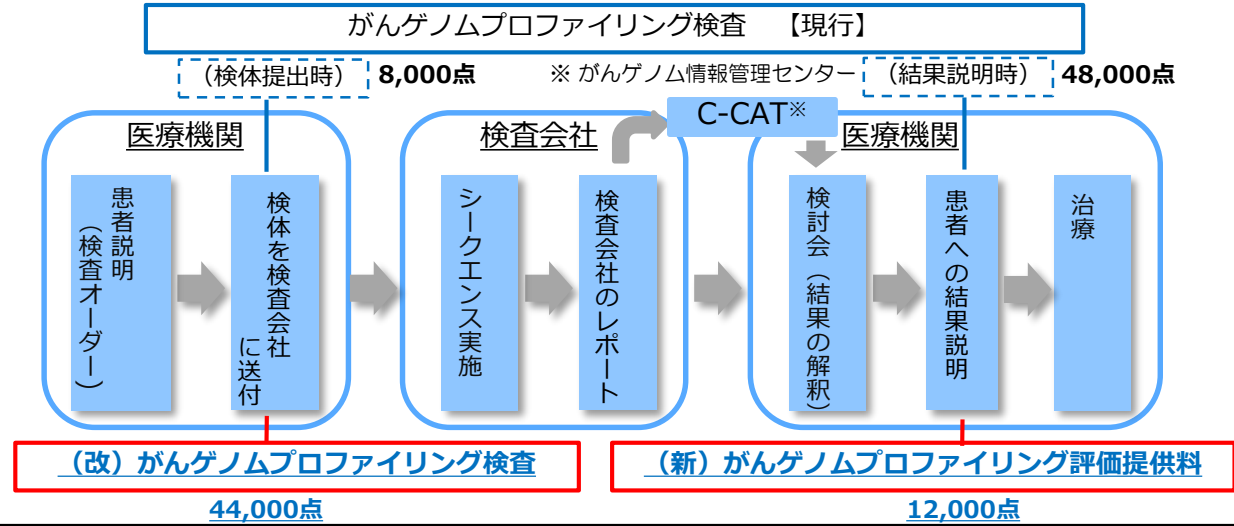 がんゲノムプロファイリング検査 【現行】
（検体提出時）
8,000点
※ がんゲノム情報管理センター
（結果説明時）
48,000点
医療機関
検査会社
C-CAT※
医療機関
患者説明
（検査オーダー）
検体を検査会社
に送付
シークエンス実施
検査会社のレポート
検討会（結果の解釈）
患者への結果説明
治療
（改）がんゲノムプロファイリング検査
（新）がんゲノムプロファイリング評価提供料
44,000点
12,000点